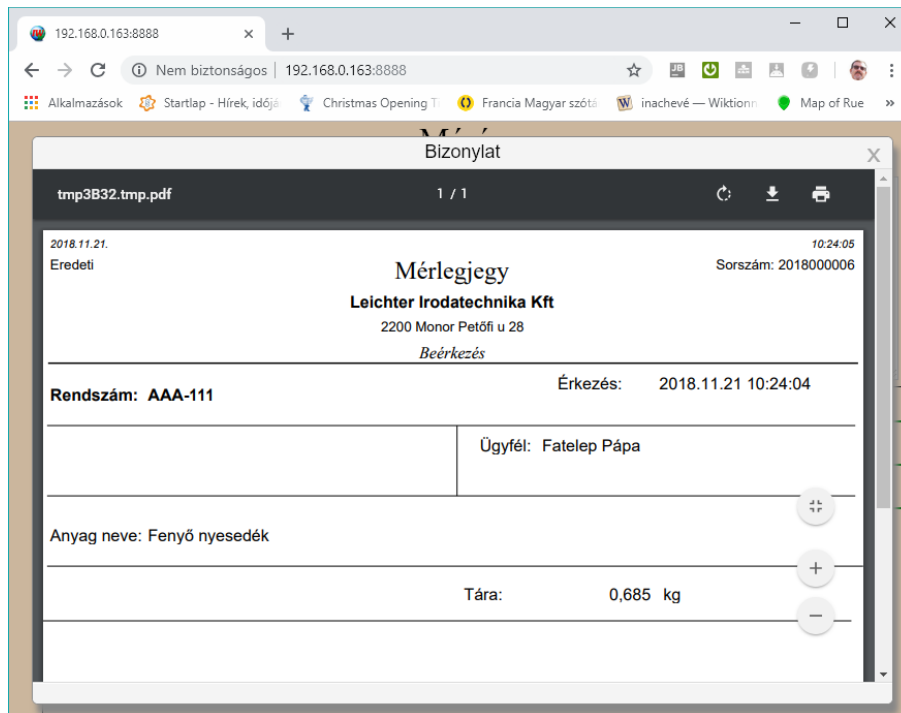 192.168.0.163:8888
Nem biztonságos | 192.168.0.163:8888
Alkalmazások Startlap - Hírek, időjá Christmas Opening Ti Francia Magyar szótá inachevé — Wiktionn Map of Rue »
Bizonylat X
tmp3B32.tmp.pdf 1 / 1
2018.11.21. 10:24:05
Eredeti Sorszám: 2018000006
Mérlegjegy
Leichter Irodatechnika Kft
2200 Monor Petőfi u 28
Beérkezés
Rendszám: AAA-111 Érkezés: 2018.11.21 10:24:04
Ügyfél: Fatelep Pápa
Anyag neve: Fenyő nyesedék
Tára: 0,685 kg